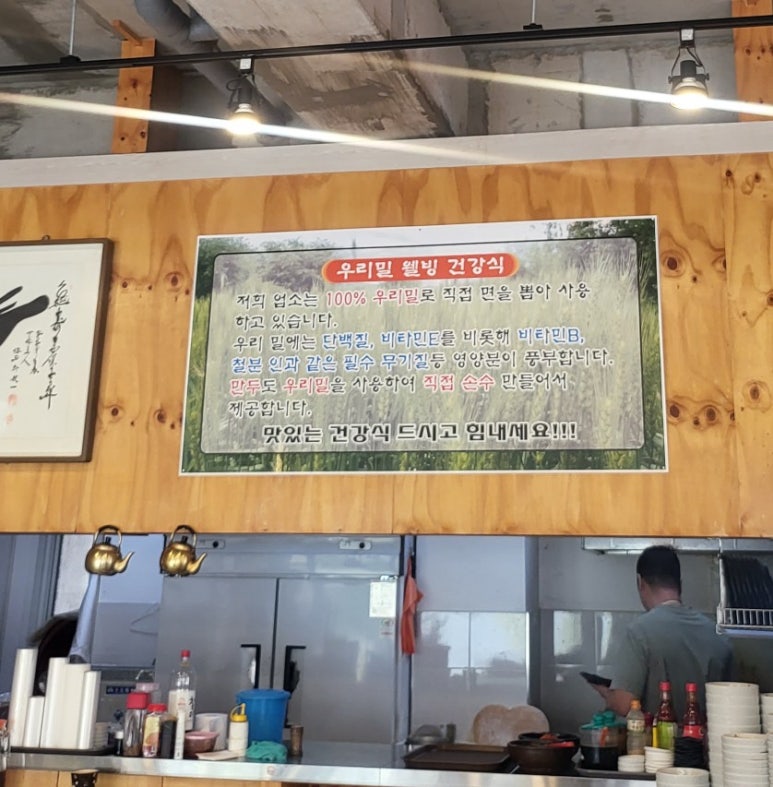 우리밀 웰빙 건강식
저희 업소는 100% 우리밀로 직접 면을 뽑아 사용
하고 있습니다.
우리 밀에는 단백질, 비타민E를 비롯해 비타민B,
철분 인과 같은 필수 무기질등 영양분이 풍부합니다.
만두도 우리밀을 사용하여 직접 손수 만들어서
제공합니다.
맛있는 건강식 드시고 힘내세요!!!